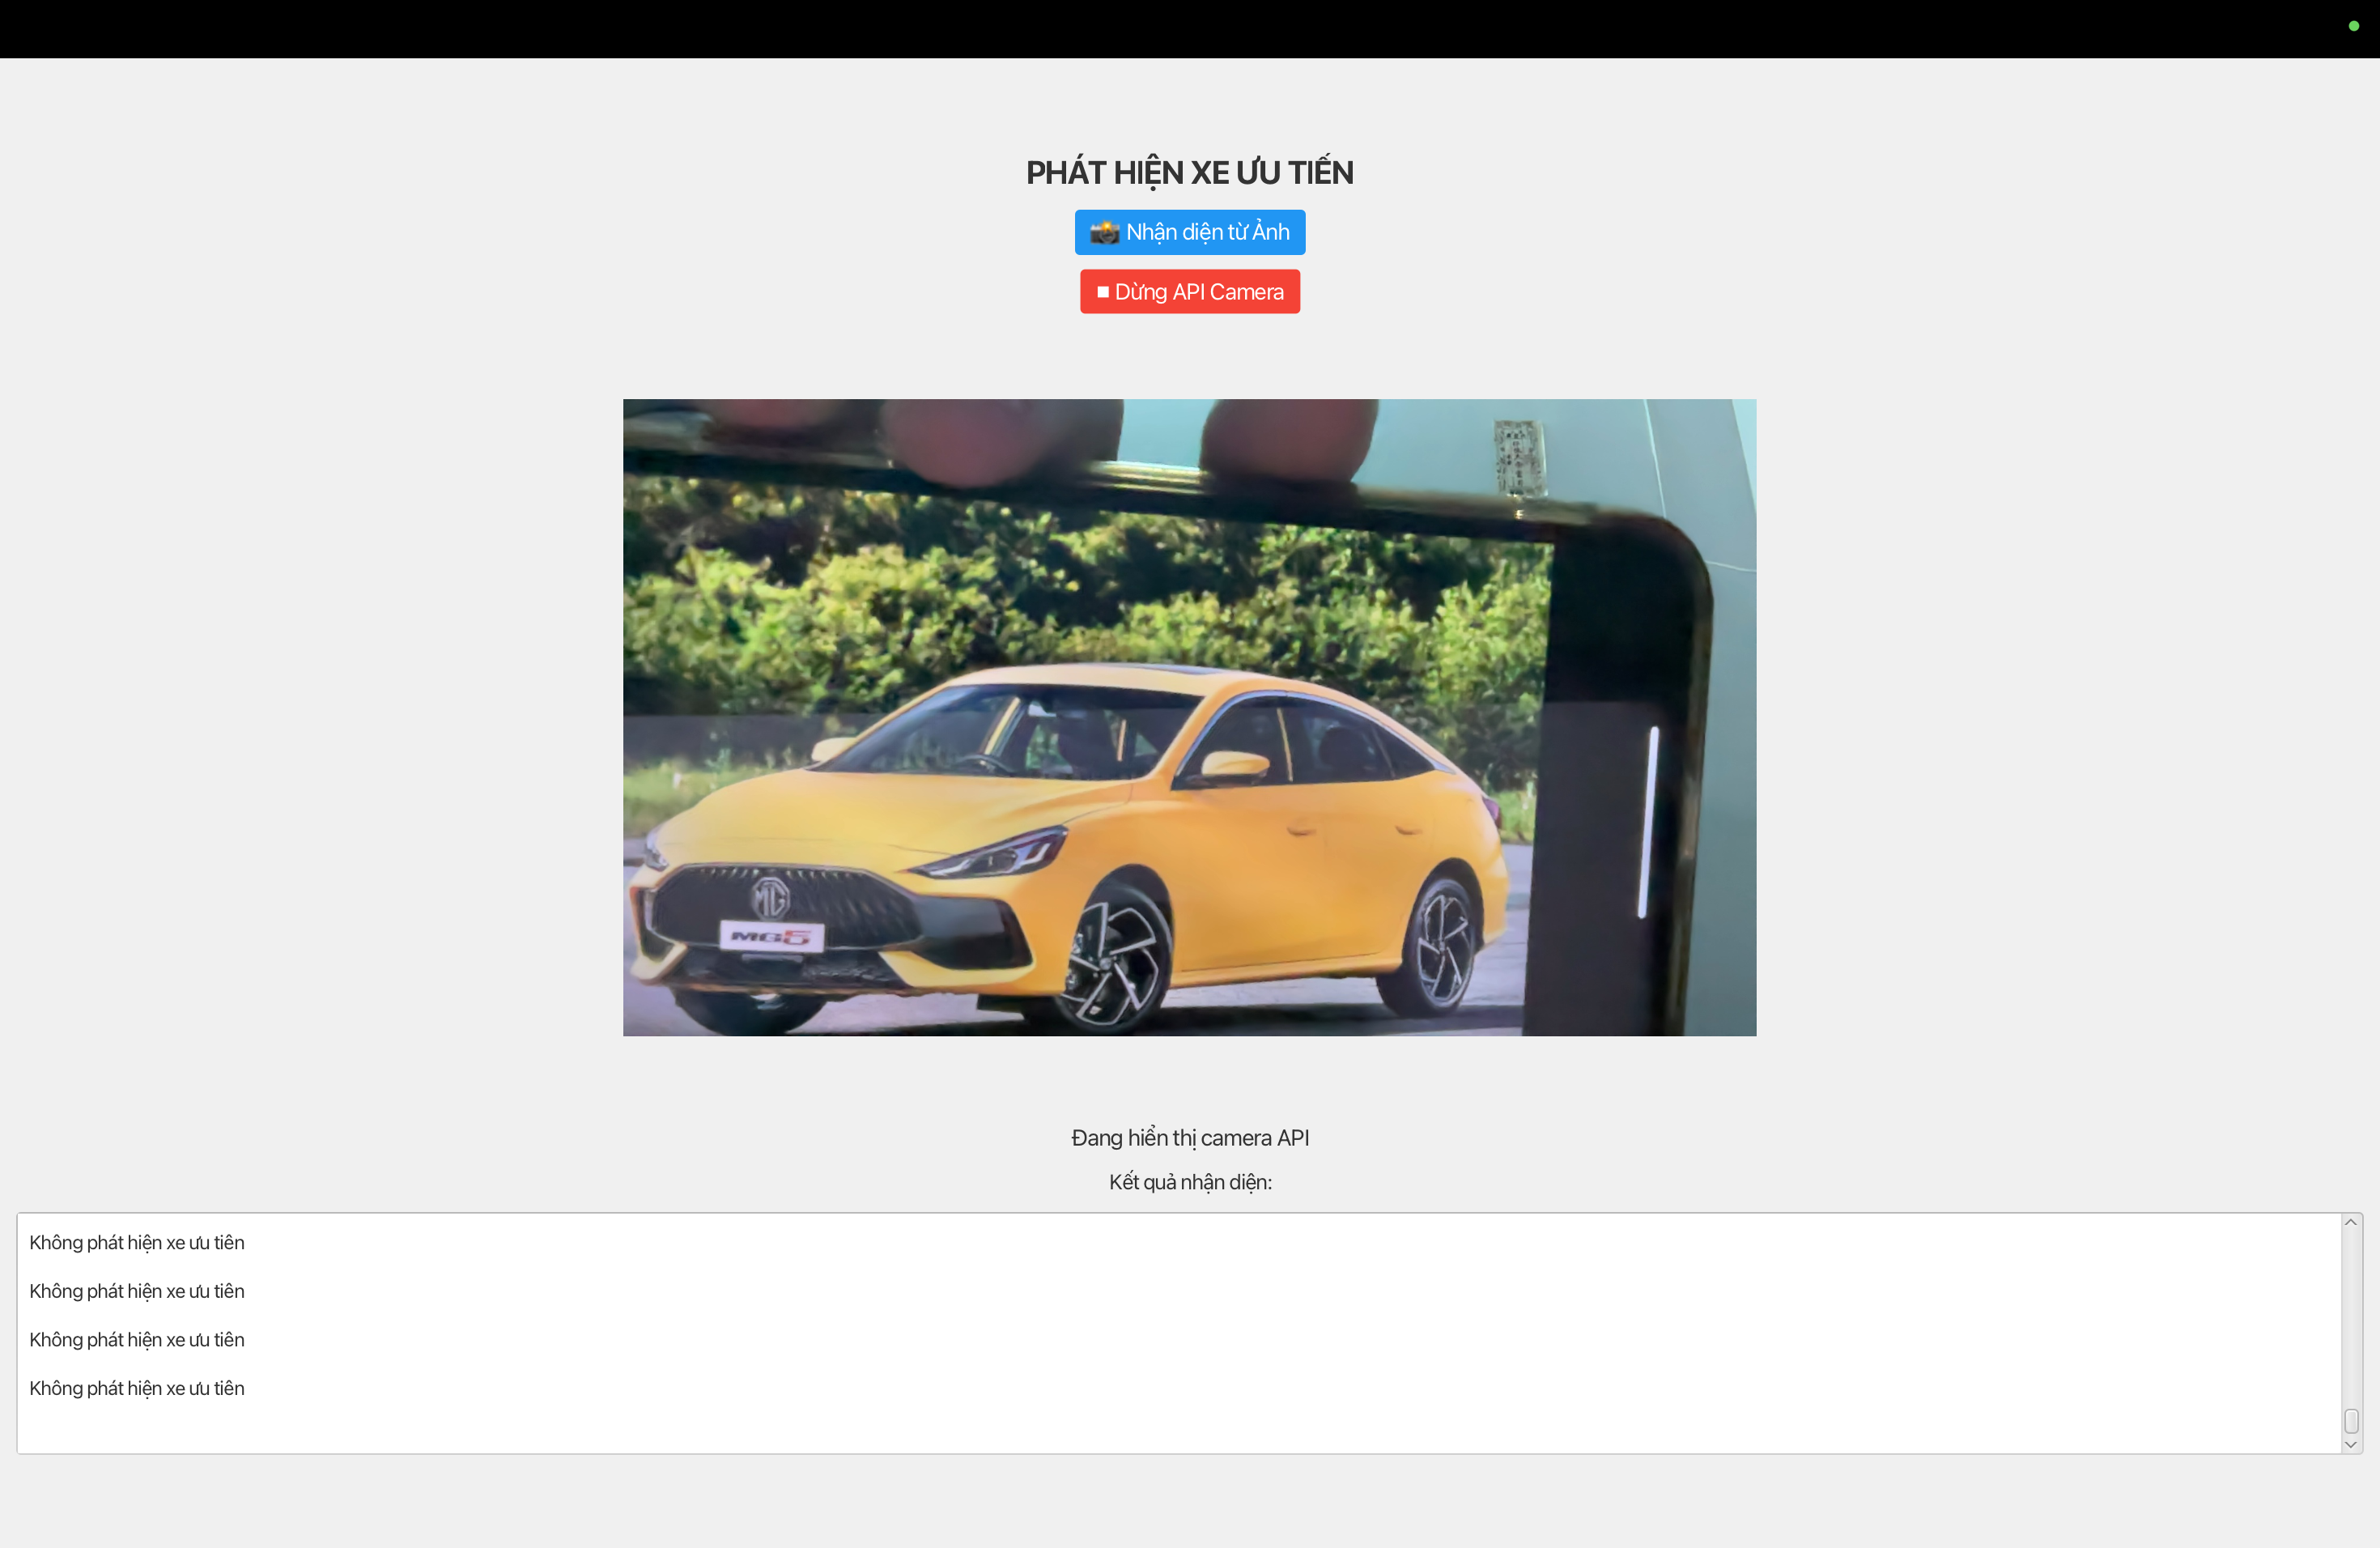 PHÁT HIỆN XE ƯU TIẾN
📸 Nhận diện từ Ảnh
⏹ Dừng API Camera
MG
MG5
Đang hiển thị camera API
Kết quả nhận diện:
Không phát hiện xe ưu tiên
Không phát hiện xe ưu tiên
Không phát hiện xe ưu tiên
Không phát hiện xe ưu tiên